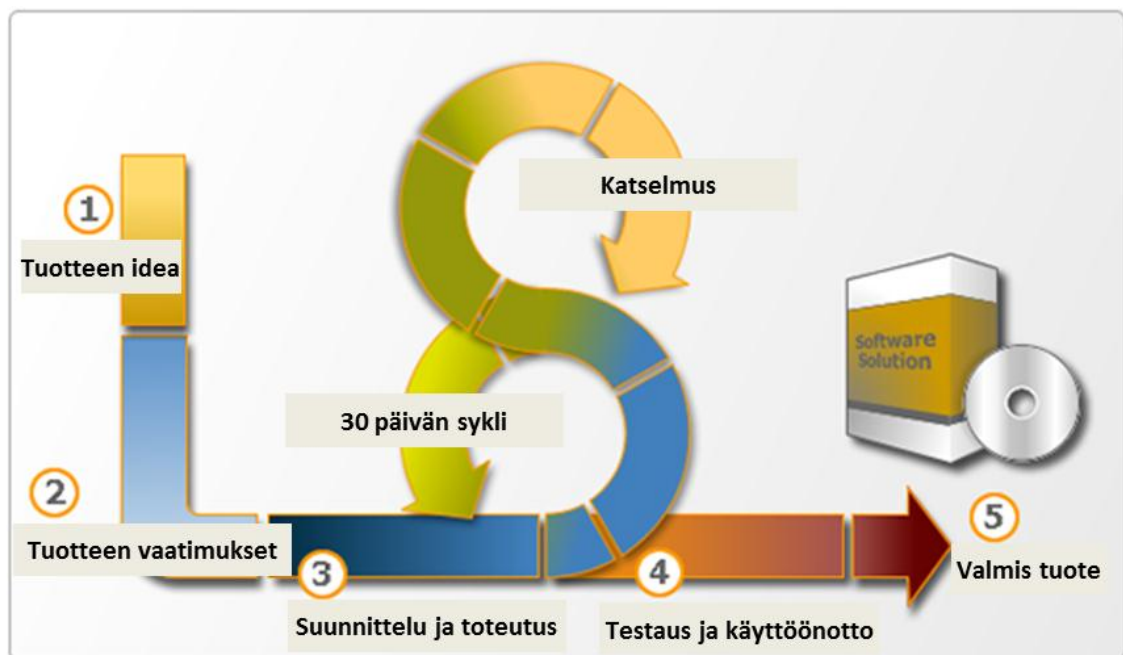 1
Tuotteen idea
2
Tuotteen vaatimukset
3
Suunnittelu ja toteutus
30 päivän sykli
Katselmus
4
Testaus ja käyttöönotto
5
Valmis tuote
Software
Solution